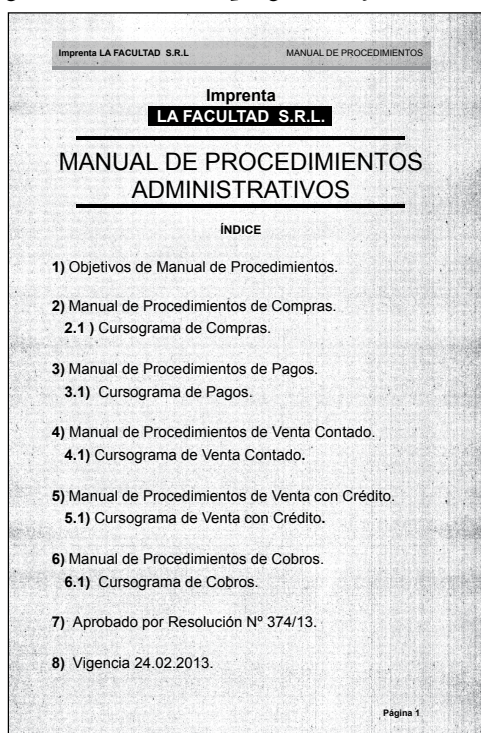 Imprenta LA FACULTAD S.R.L MANUAL DE PROCEDIMIENTOS
Imprenta
LA FACULTAD S.R.L.
MANUAL DE PROCEDIMIENTOS
ADMINISTRATIVOS
ÍNDICE
1) Objetivos de Manual de Procedimientos.
2) Manual de Procedimientos de Compras.
2.1 ) Cursograma de Compras.
3) Manual de Procedimientos de Pagos.
3.1) Cursograma de Pagos.
4) Manual de Procedimientos de Venta Contado.
4.1) Cursograma de Venta Contado.
5) Manual de Procedimientos de Venta con Crédito.
5.1) Cursograma de Venta con Crédito.
6) Manual de Procedimientos de Cobros.
6.1) Cursograma de Cobros.
7) Aprobado por Resolución Nº 374/13.
8) Vigencia 24.02.2013.
Página 1